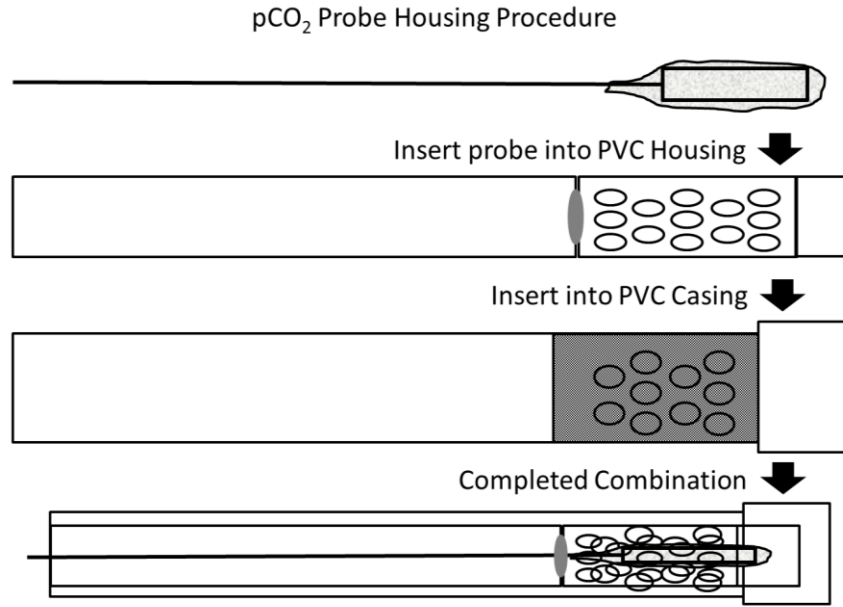 pCO₂ Probe Housing Procedure
Insert probe into PVC Housing
Insert into PVC Casing
Completed Combination